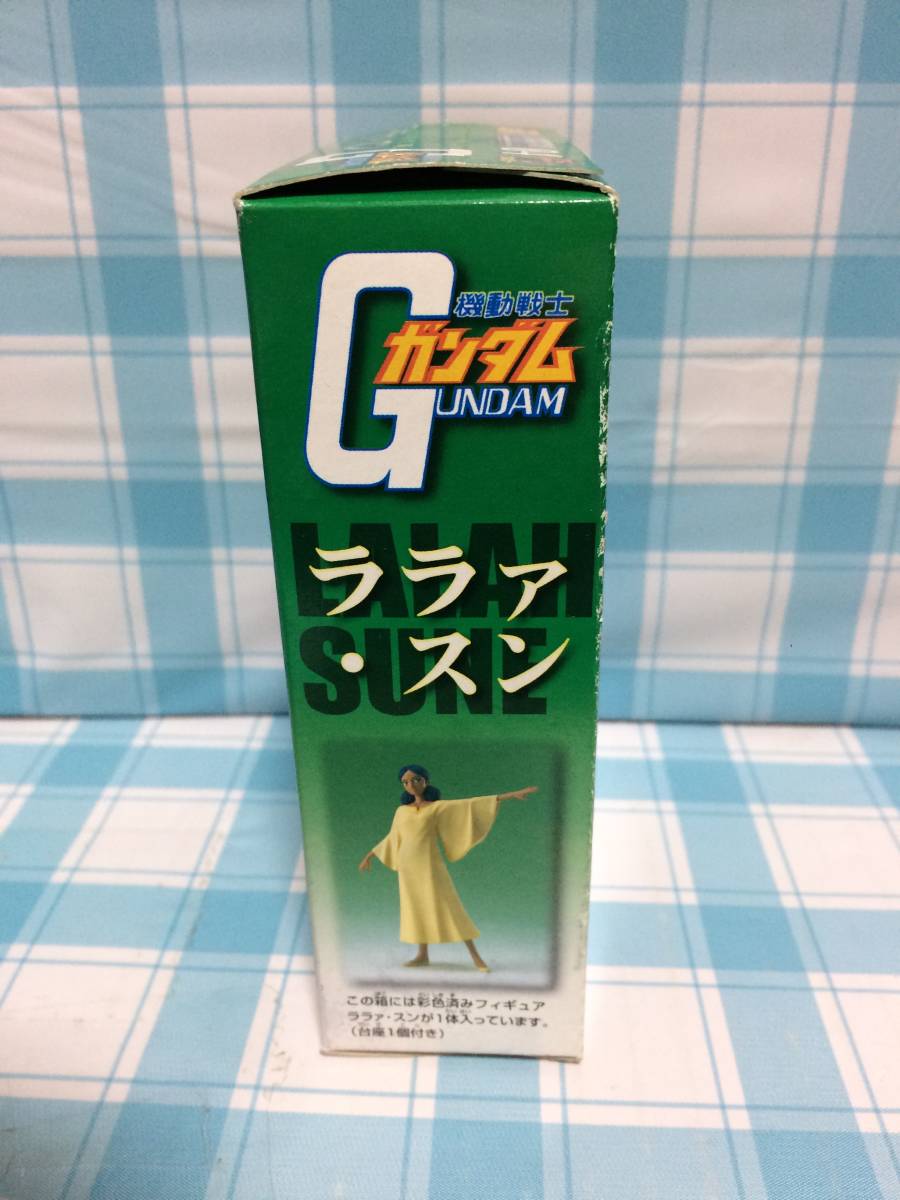 機動戦士
ガンダム
GUNDAM
LALAH
ララァ
SUNE
・スン
この箱には彩色済みフィギュア
ララァ・スンが1体入っています。
(台座1個付き)